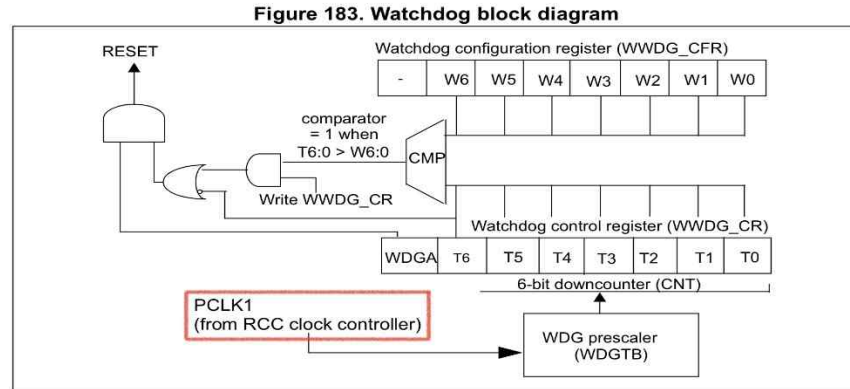 Figure 183. Watchdog block diagram
RESET
Watchdog configuration register (WWDG_CFR)
- W6 W5 W4 W3 W2 W1 W0
comparator
= 1 when
T6:0 > W6:0
CMP
Write WWDG_CR
Watchdog control register (WWDG_CR)
WDGA T6 T5 T4 T3 T2 T1 T0
6-bit downcounter (CNT)
PCLK1
(from RCC clock controller)
WDG prescaler
(WDGTB)